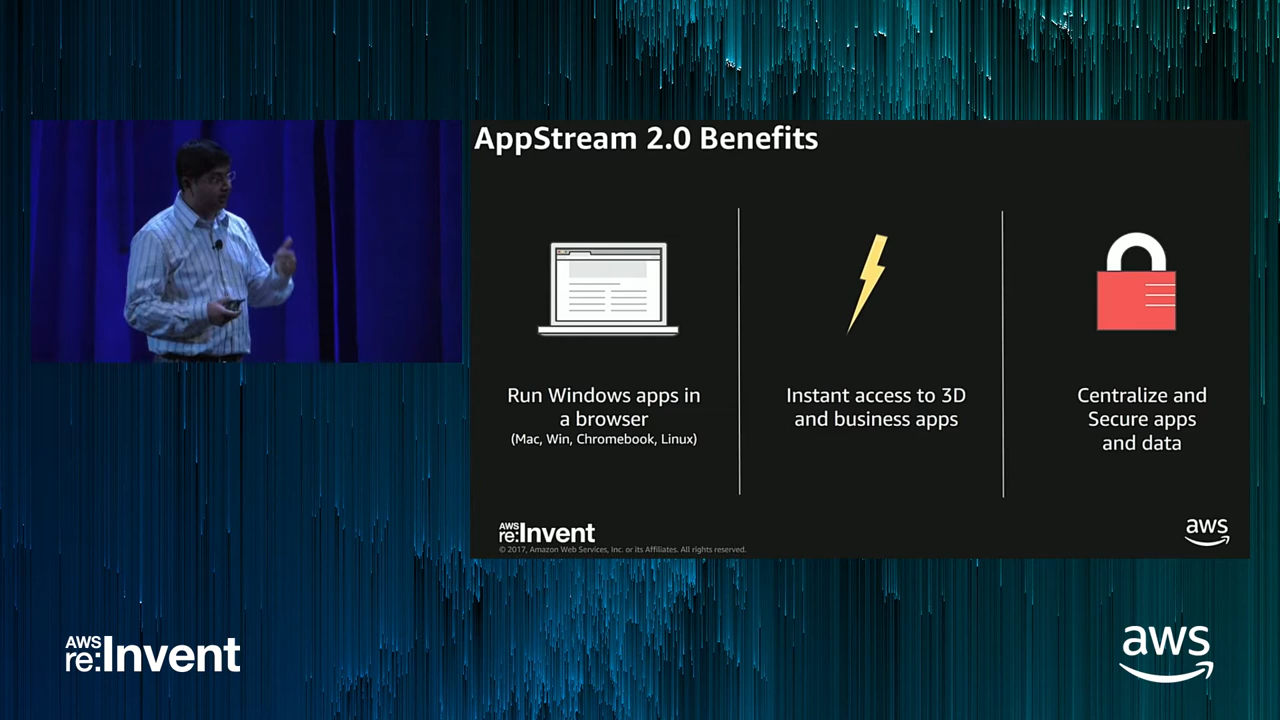 AppStream 2.0 Benefits
Run Windows apps in
a browser
(Mac, Win, Chromebook, Linux)
Instant access to 3D
and business apps
Centralize and
Secure apps
and data
AWS
re:Invent
© 2017, Amazon Web Services, Inc. or its Affiliates. All rights reserved.
aws
AWS
re:Invent
aws